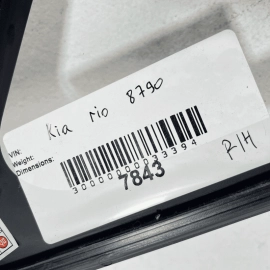 Kia rio 8790
VIN:
Weight:
Dimensions:
3000000023394
7843
R/H